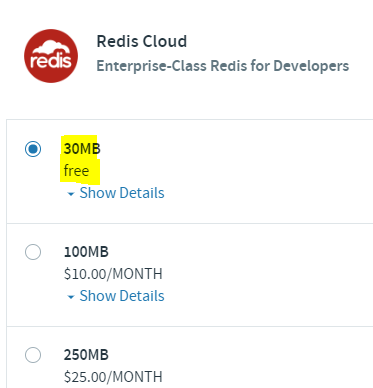 redis
Redis Cloud
Enterprise-Class Redis for Developers
30MB
free
Show Details
100MB
$10.00/MONTH
Show Details
250MB
$25.00/MONTH